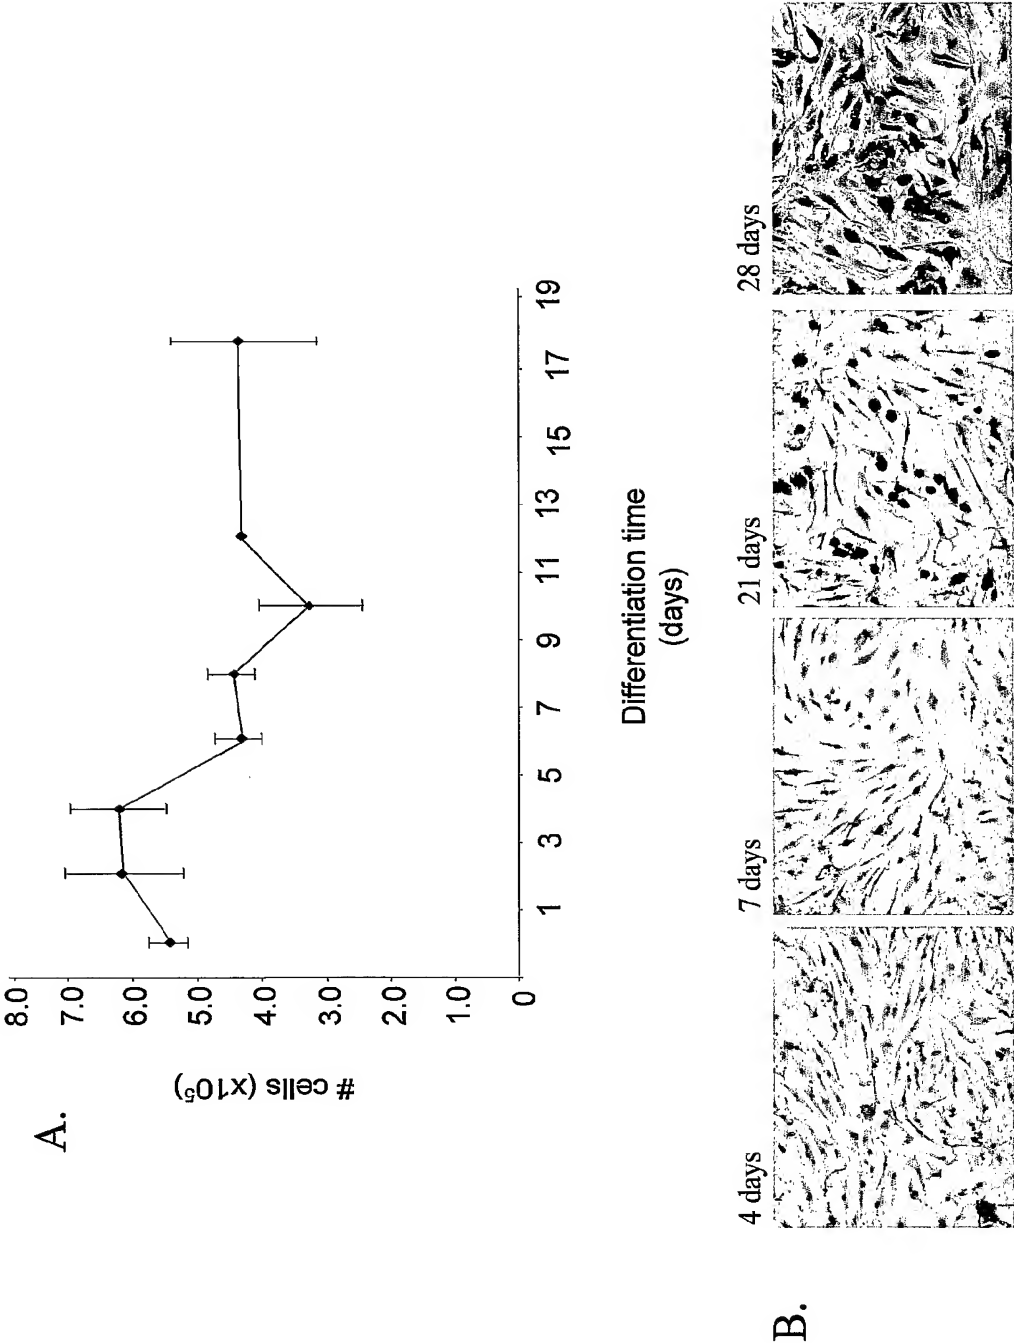 A.
# cells (x10⁵)
8.0
7.0
6.0
5.0
4.0
3.0
2.0
1.0
0
1 3 5 7 9 11 13 15 17 19
Differentiation time
(days)
B.
4 days 7 days 21 days 28 days